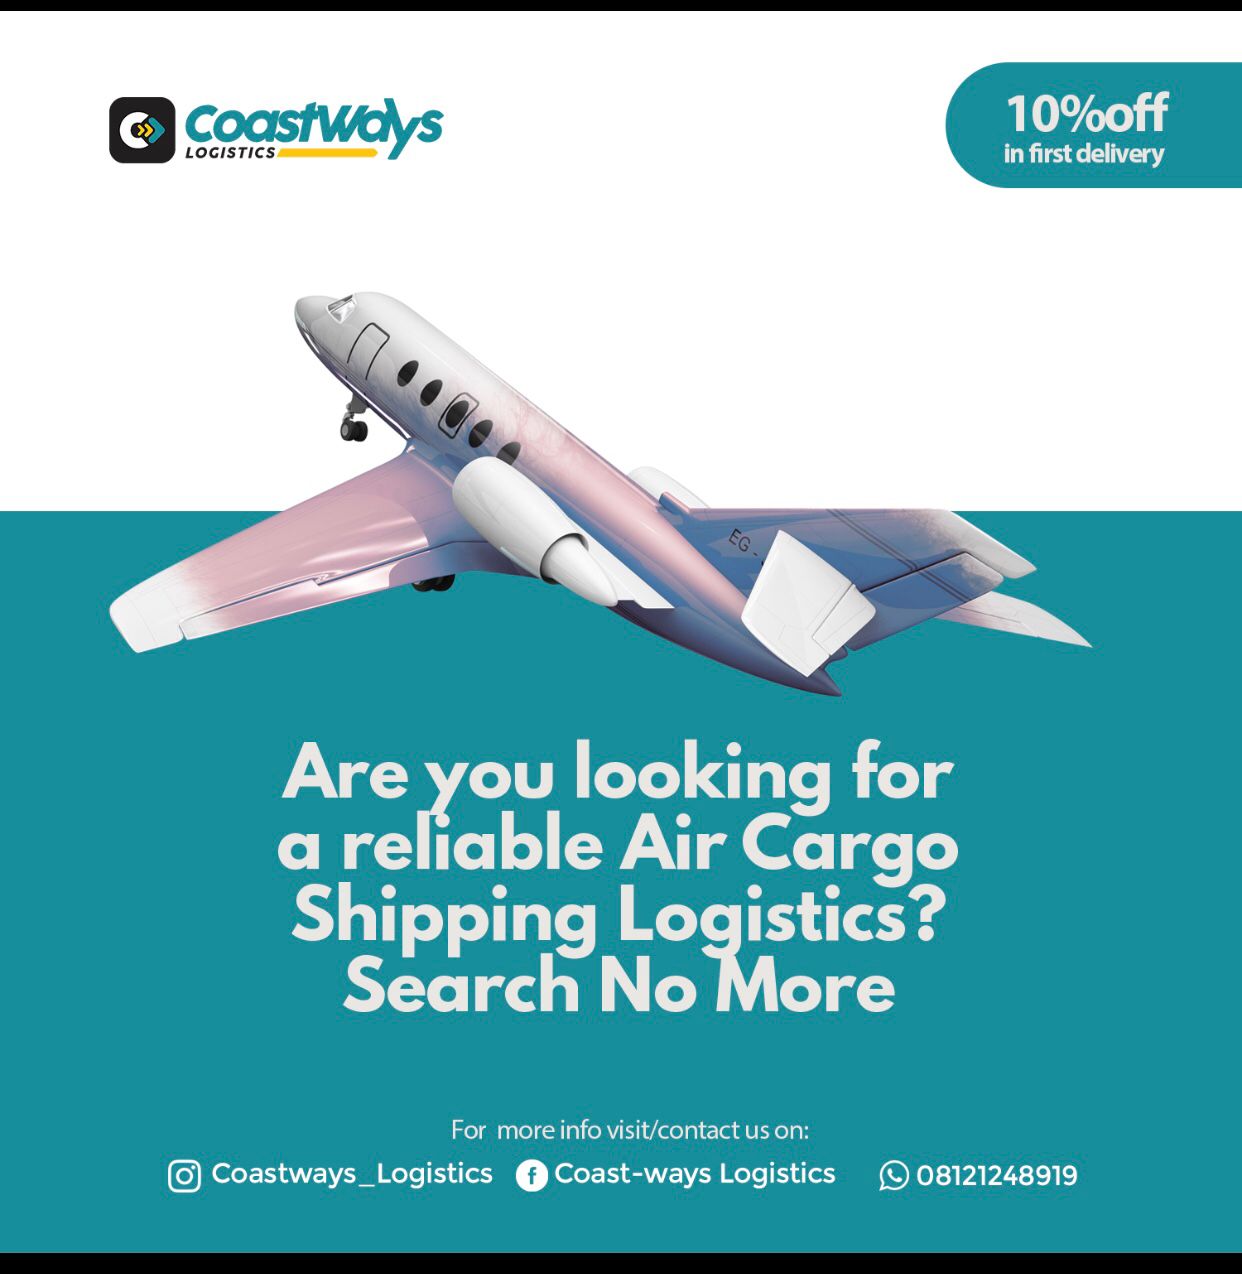 CoastWays
LOGISTICS
10%off
in first delivery
EG -
Are you looking for
a reliable Air Cargo
Shipping Logistics?
Search No More
For more info visit/contact us on:
Coastways_Logistics Coast-ways Logistics 08121248919